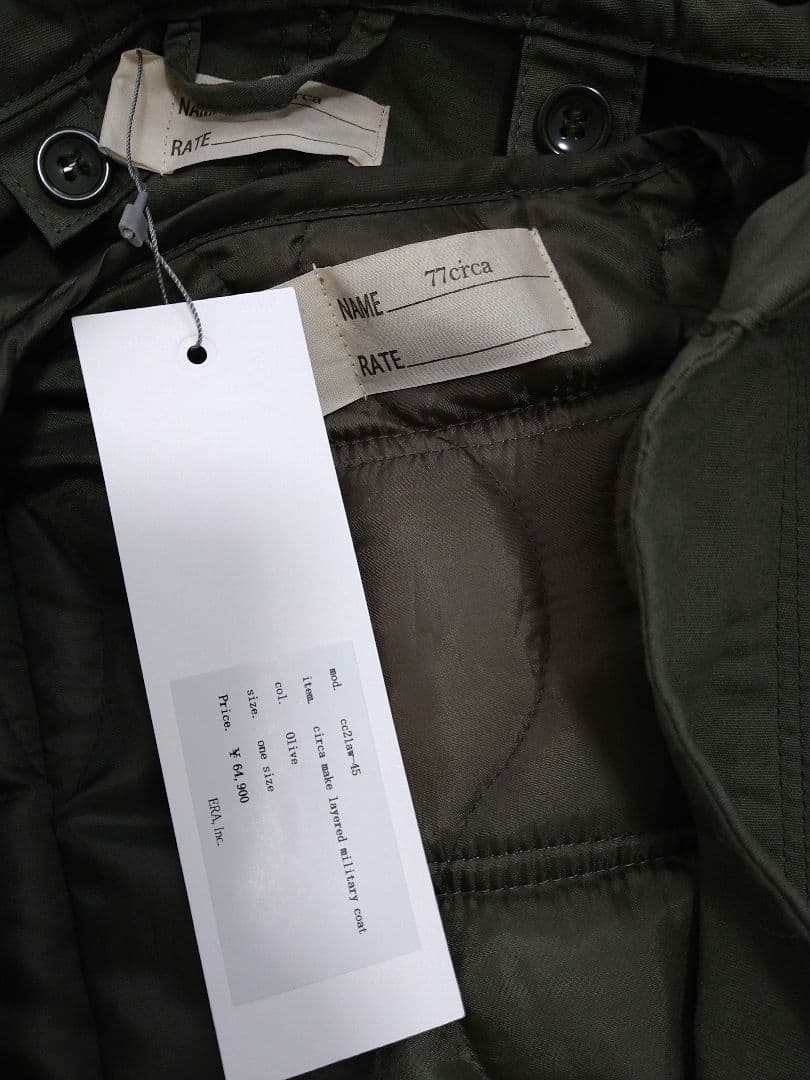 NAME
RATE
NAME 77circa
RATE
mod. cc21aw-45
item. circa make layered military coat
col. Olive
size. one size
Price. ¥ 64,900
ERA, Inc.